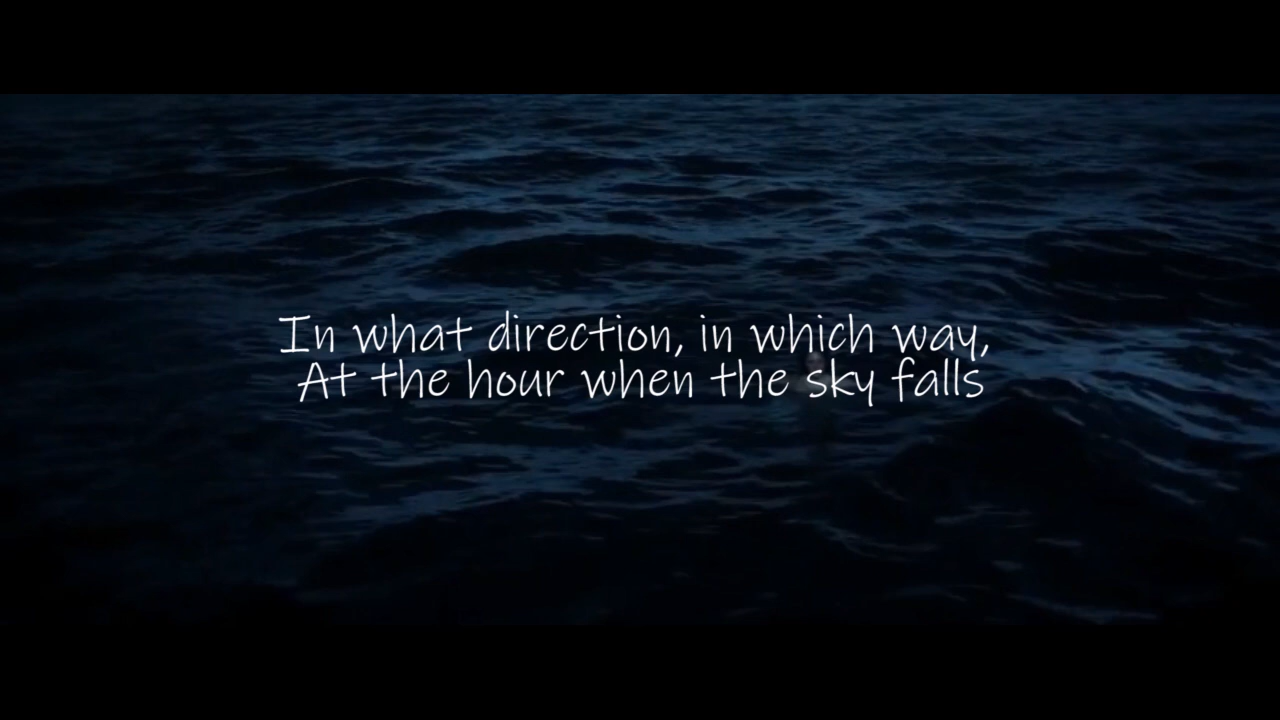 In what direction, in which way,
At the hour when the sky falls